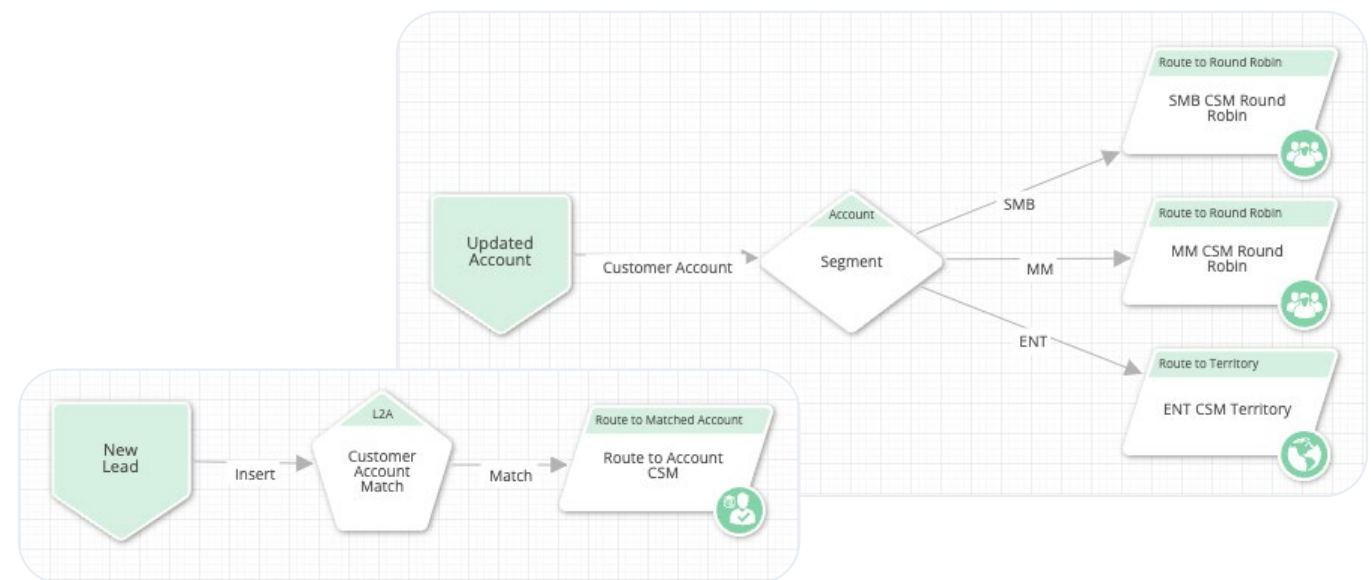 Updated
Account
Customer Account
Account
Segment
SMB
MM
ENT
Route to Round Robin
SMB CSM Round
Robin
Route to Round Robin
MM CSM Round
Robin
Route to Territory
ENT CSM Territory
New
Lead
Insert
L2A
Customer
Account
Match
Match
Route to Matched Account
Route to Account
CSM